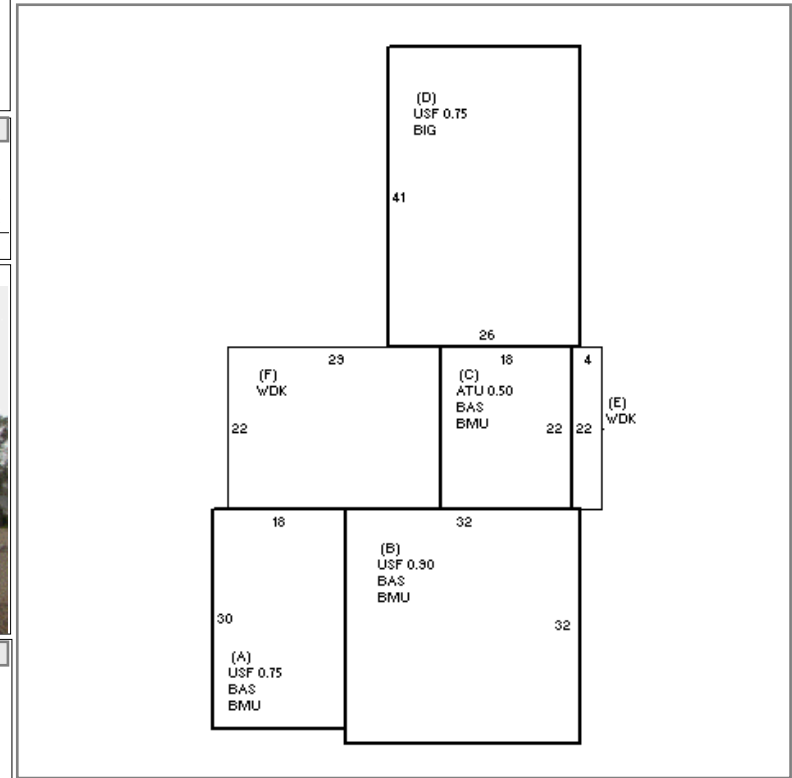 (D)
USF 0.75
BIG
41
26
29
(F)
WDK
22
18
(C)
ATU 0.50
BAS
BMU
22
4
22
(E)
WDK
18
30
(A)
USF 0.75
BAS
BMU
32
(B)
USF 0.90
BAS
BMU
32